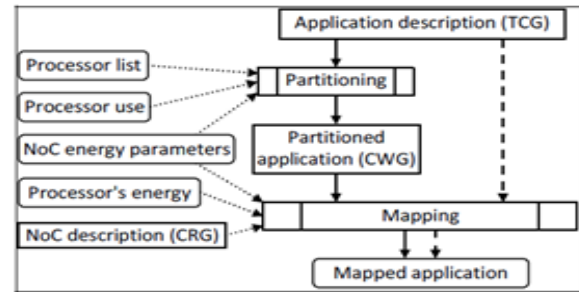 Application description (TCG)
Processor list
Partitioning
Processor use
Partitioned
application (CWG)
NoC energy parameters
Processor's energy
Mapping
NoC description (CRG)
Mapped application